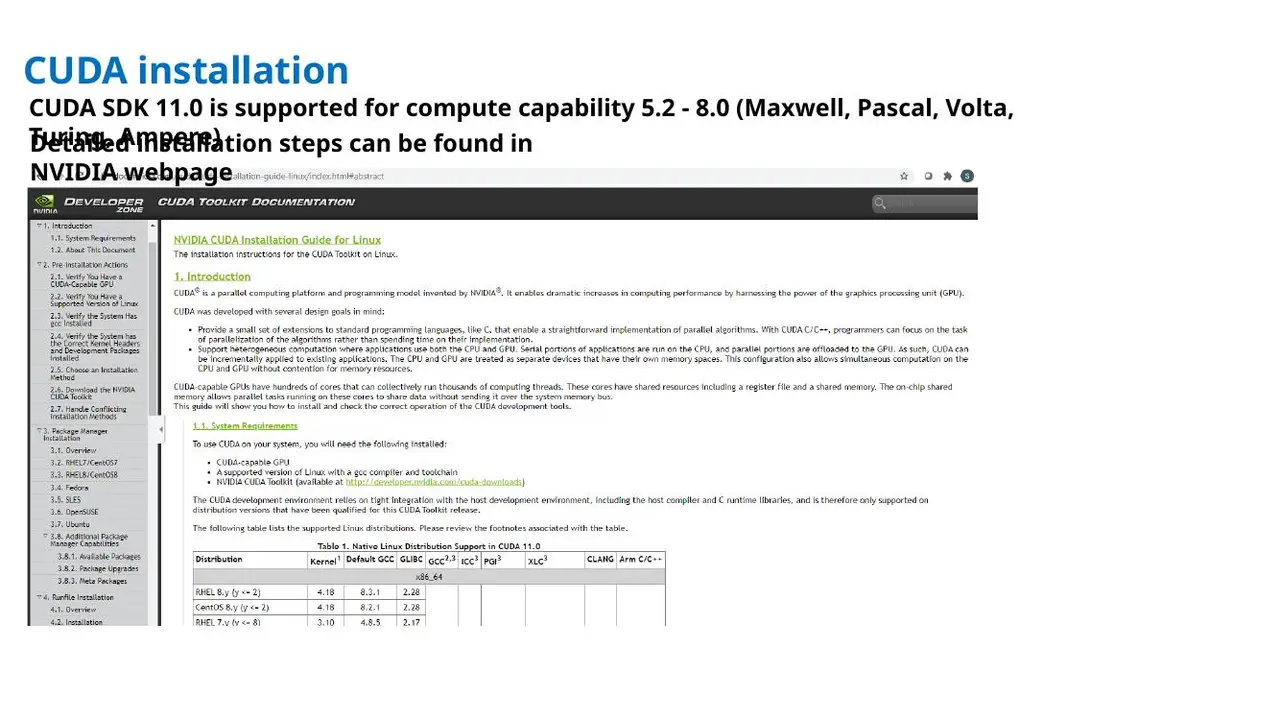 CUDA installation
CUDA SDK 11.0 is supported for compute capability 5.2 - 8.0 (Maxwell, Pascal, Volta,
Turing, Ampere)
Detailed installation steps can be found in
NVIDIA webpage
allation-guide-linux/index.html#abstract
S
NVIDIA
DEVELOPER
ZONE
CUDA TOOLKIT DOCUMENTATION
▽ 1. Introduction
1.1. System Requirements
1.2. About This Document
▽ 2. Pre-installation Actions
2.1. Verify You Have a
CUDA-Capable GPU
2.2. Verify You Have a
Supported Version of Linux
2.3. Verify the System Has
gcc Installed
2.4. Verify the System has
the Correct Kernel Headers
and Development Packages
Installed
2.5. Choose an Installation
Method
2.6. Download the NVIDIA
CUDA Toolkit
2.7. Handle Conflicting
Installation Methods
▽ 3. Package Manager
Installation
3.1. Overview
3.2. RHEL7/CentOS7
3.3. RHEL8/CentOS8
3.4. Fedora
3.5. SLES
3.6. OpenSUSE
3.7. Ubuntu
▽ 3.8. Additional Package
Manager Capabilities
3.8.1. Available Packages
3.8.2. Package Upgrades
3.8.3. Meta Packages
▽ 4. Runfile Installation
4.1. Overview
4.2. Installation
NVIDIA CUDA Installation Guide for Linux
The installation instructions for the CUDA Toolkit on Linux.
1. Introduction
CUDA® is a parallel computing platform and programming model invented by NVIDIA®. It enables dramatic increases in computing performance by harnessing the power of the graphics processing unit (GPU).
CUDA was developed with several design goals in mind:
• Provide a small set of extensions to standard programming languages, like C, that enable a straightforward implementation of parallel algorithms. With CUDA C/C++, programmers can focus on the task
of parallelization of the algorithms rather than spending time on their implementation.
• Support heterogeneous computation where applications use both the CPU and GPU. Serial portions of applications are run on the CPU, and parallel portions are offloaded to the GPU. As such, CUDA can
be incrementally applied to existing applications. The CPU and GPU are treated as separate devices that have their own memory spaces. This configuration also allows simultaneous computation on the
CPU and GPU without contention for memory resources.
CUDA-capable GPUs have hundreds of cores that can collectively run thousands of computing threads. These cores have shared resources including a register file and a shared memory. The on-chip shared
memory allows parallel tasks running on these cores to share data without sending it over the system memory bus.
This guide will show you how to install and check the correct operation of the CUDA development tools.
1.1. System Requirements
To use CUDA on your system, you will need the following installed:
• CUDA-capable GPU
• A supported version of Linux with a gcc compiler and toolchain
• NVIDIA CUDA Toolkit (available at http://developer.nvidia.com/cuda-downloads)
The CUDA development environment relies on tight integration with the host development environment, including the host compiler and C runtime libraries, and is therefore only supported on
distribution versions that have been qualified for this CUDA Toolkit release.
The following table lists the supported Linux distributions. Please review the footnotes associated with the table.
Table 1. Native Linux Distribution Support in CUDA 11.0
Distribution Kernel¹ Default GCC GLIBC GCC²,³ ICC³ PGI³ XLC³ CLANG Arm C/C++
x86_64
RHEL 8.y (y <= 2) 4.18 8.3.1 2.28
CentOS 8.y (y <= 2) 4.18 8.2.1 2.28
RHEL 7.y (y <= 8) 3.10 4.8.5 2.17